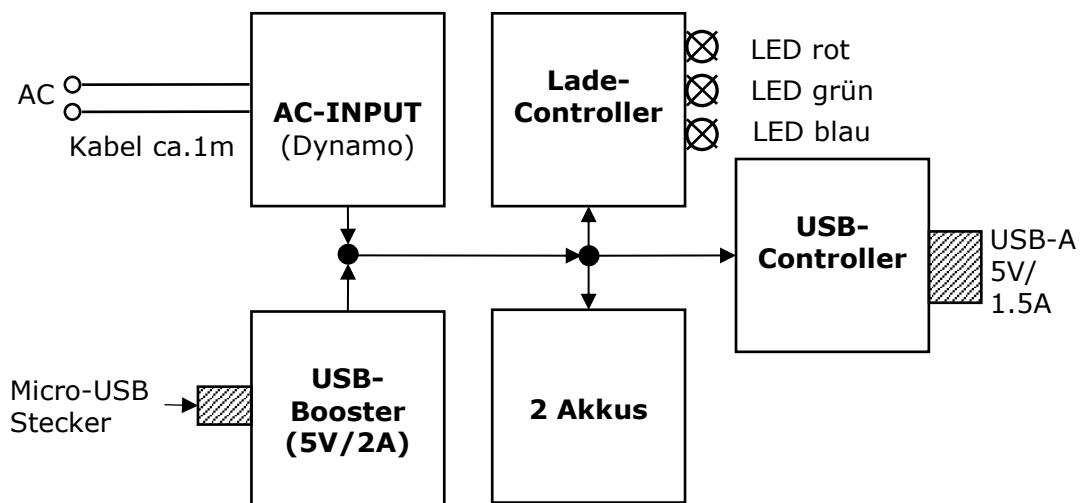 AC
Kabel ca.1m
AC-INPUT
(Dynamo)
Lade-
Controller
LED rot
LED grün
LED blau
USB-
Controller
USB-A
5V/
1.5A
Micro-USB
Stecker
USB-
Booster
(5V/2A)
2 Akkus